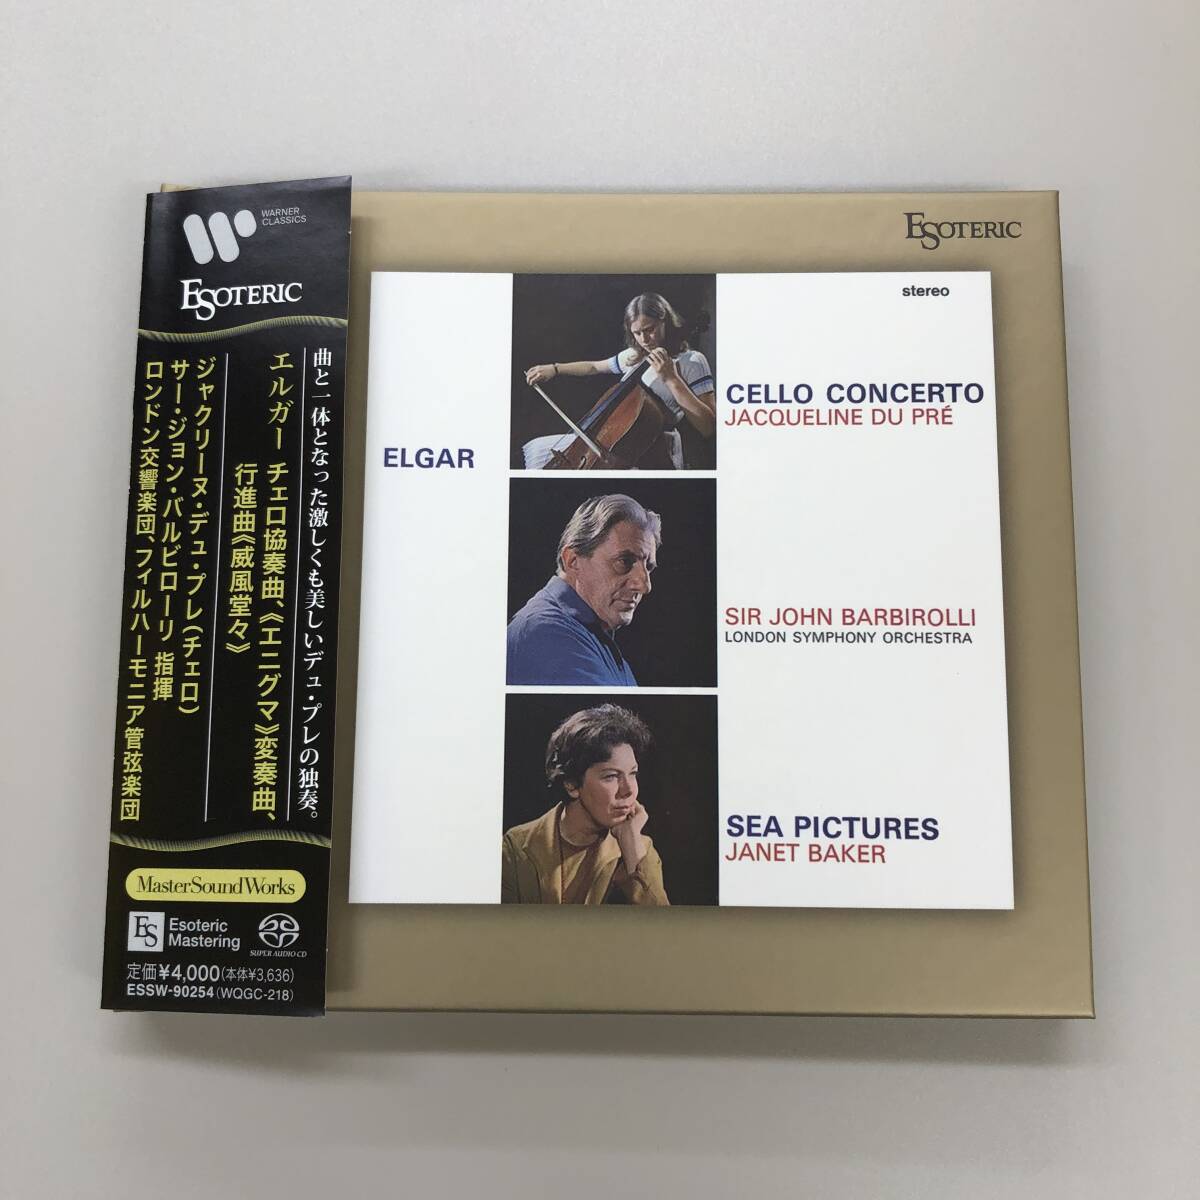 WARNER
CLASSICS
ESOTERIC
曲と一体となった激しくも美しいデュ・プレの独奏。
エルガー チェロ協奏曲、《エニグマ》変奏曲、
行進曲《威風堂々》
ジャクリーヌ・デュ・プレ(チェロ)
サー・ジョン・バルビローリ 指揮
ロンドン交響楽団、フィルハーモニア管弦楽団
MasterSoundWorks
ES
Esoteric
Mastering
SUPER AUDIO CD
定価¥4,000(本体¥3,636)
ESSW-90254(WQGC-218)
ESOTERIC
stereo
CELLO CONCERTO
JACQUELINE DU PRÉ
ELGAR
SIR JOHN BARBIROLLI
LONDON SYMPHONY ORCHESTRA
SEA PICTURES
JANET BAKER